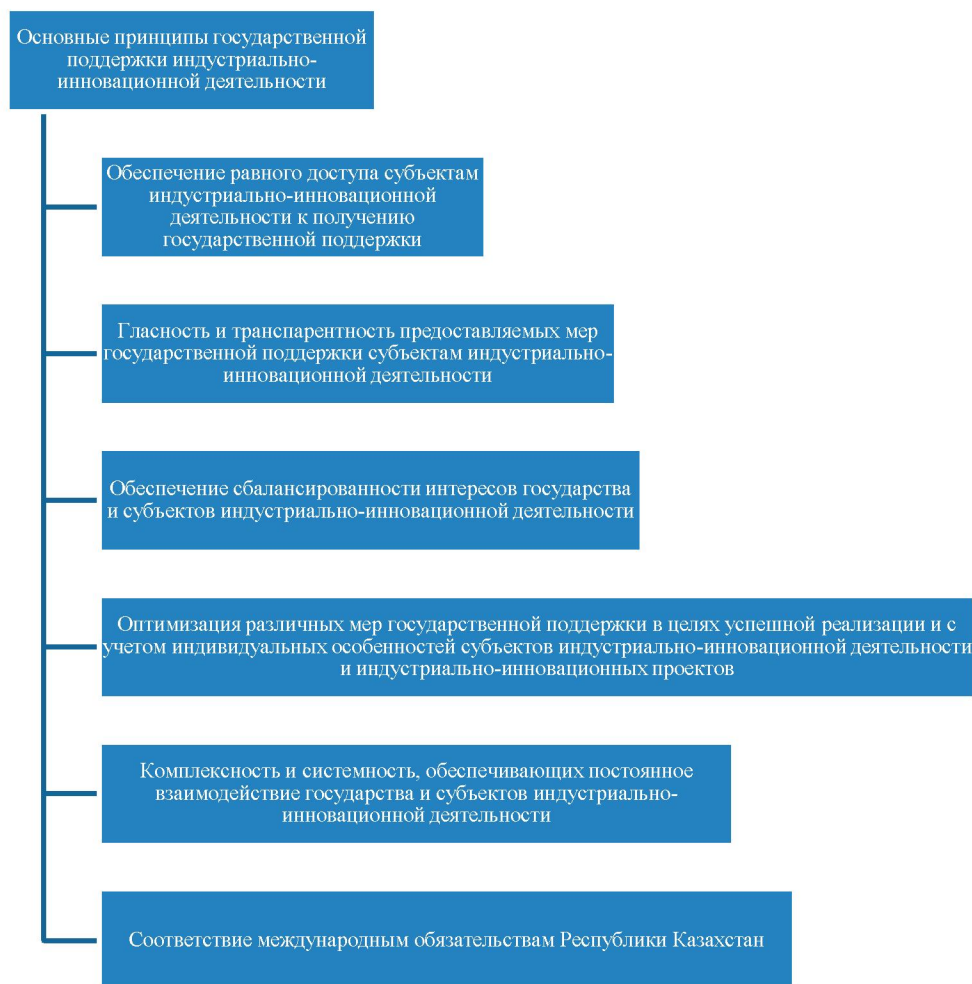 Основные принципы государственной
поддержки индустриально-
инновационной деятельности
Обеспечение равного доступа субъектам
индустриально-инновационной
деятельности к получению
государственной поддержки
Гласность и транспарентность предоставляемых мер
государственной поддержки субъектам индустриально-
инновационной деятельности
Обеспечение сбалансированности интересов государства
и субъектов индустриально-инновационной деятельности
Оптимизация различных мер государственной поддержки в целях успешной реализации и с
учетом индивидуальных особенностей субъектов индустриально-инновационной деятельности
и индустриально-инновационных проектов
Комплексность и системность, обеспечивающих постоянное
взаимодействие государства и субъектов индустриально-
инновационной деятельности
Соответствие международным обязательствам Республики Казахстан